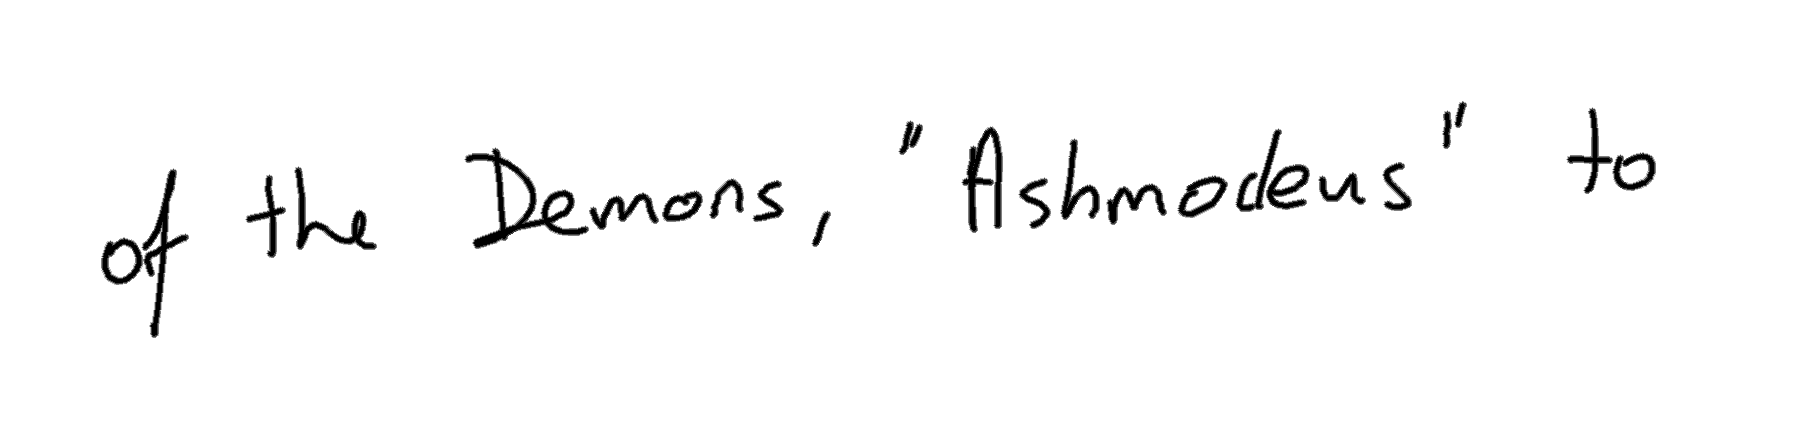 of the Demons, "Ashmodeus" to